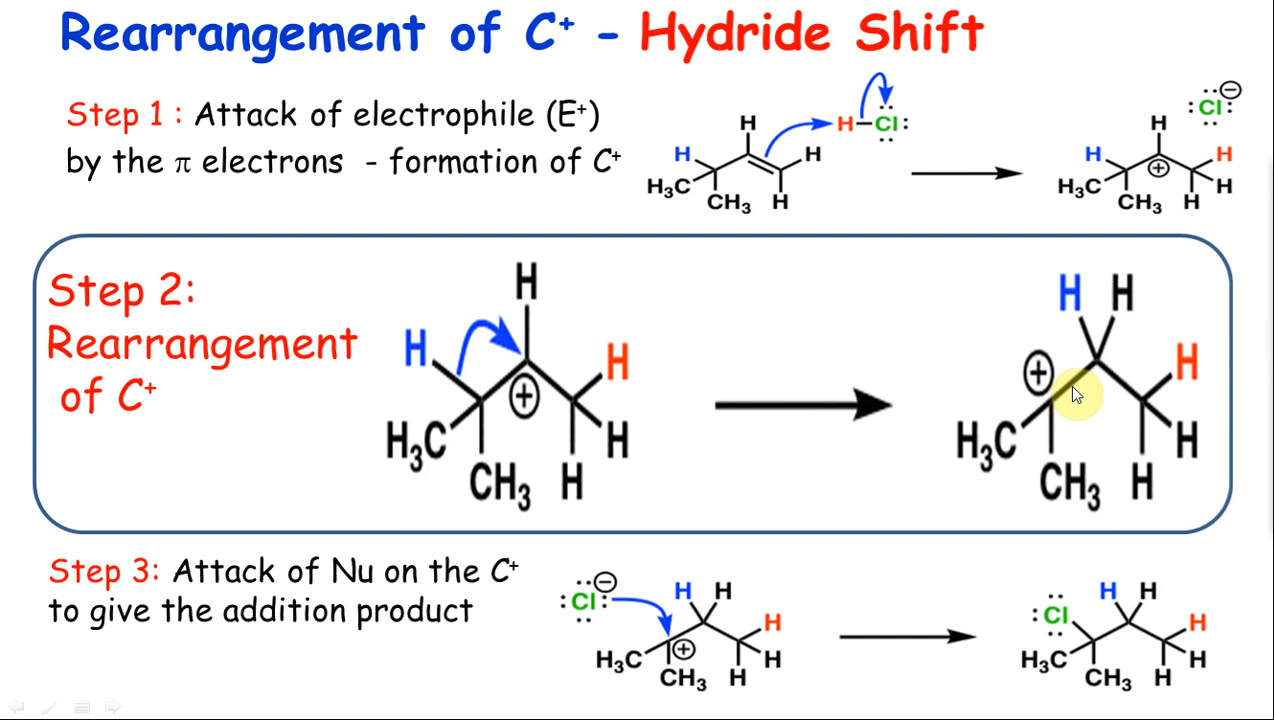 Rearrangement of C⁺ - Hydride Shift
Step 1 : Attack of electrophile (E⁺)
by the π electrons - formation of C⁺
H H H H₃C CH₃ H H–Cl:
H H H H₃C CH₃ H H :Cl: ⊖ ⊕
Step 2:
Rearrangement
of C⁺
H H H H₃C CH₃ H H ⊕
H H H H₃C CH₃ H H ⊕
Step 3: Attack of Nu on the C⁺
to give the addition product
:Cl: ⊖ H H H H₃C CH₃ H H ⊕
:Cl H H H H₃C CH₃ H H